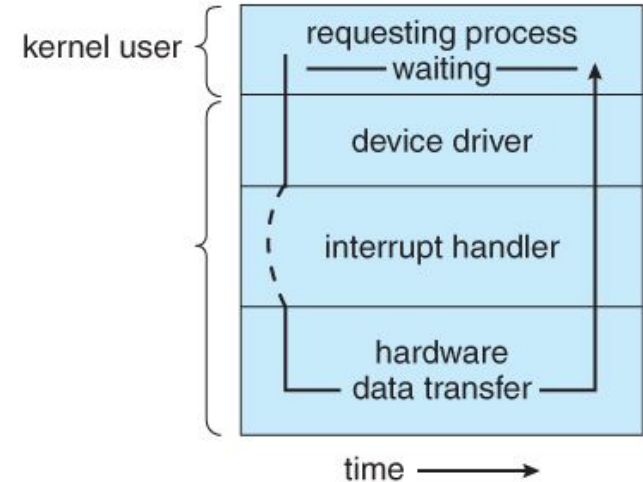 kernel user
requesting process
waiting
device driver
interrupt handler
hardware
data transfer
time